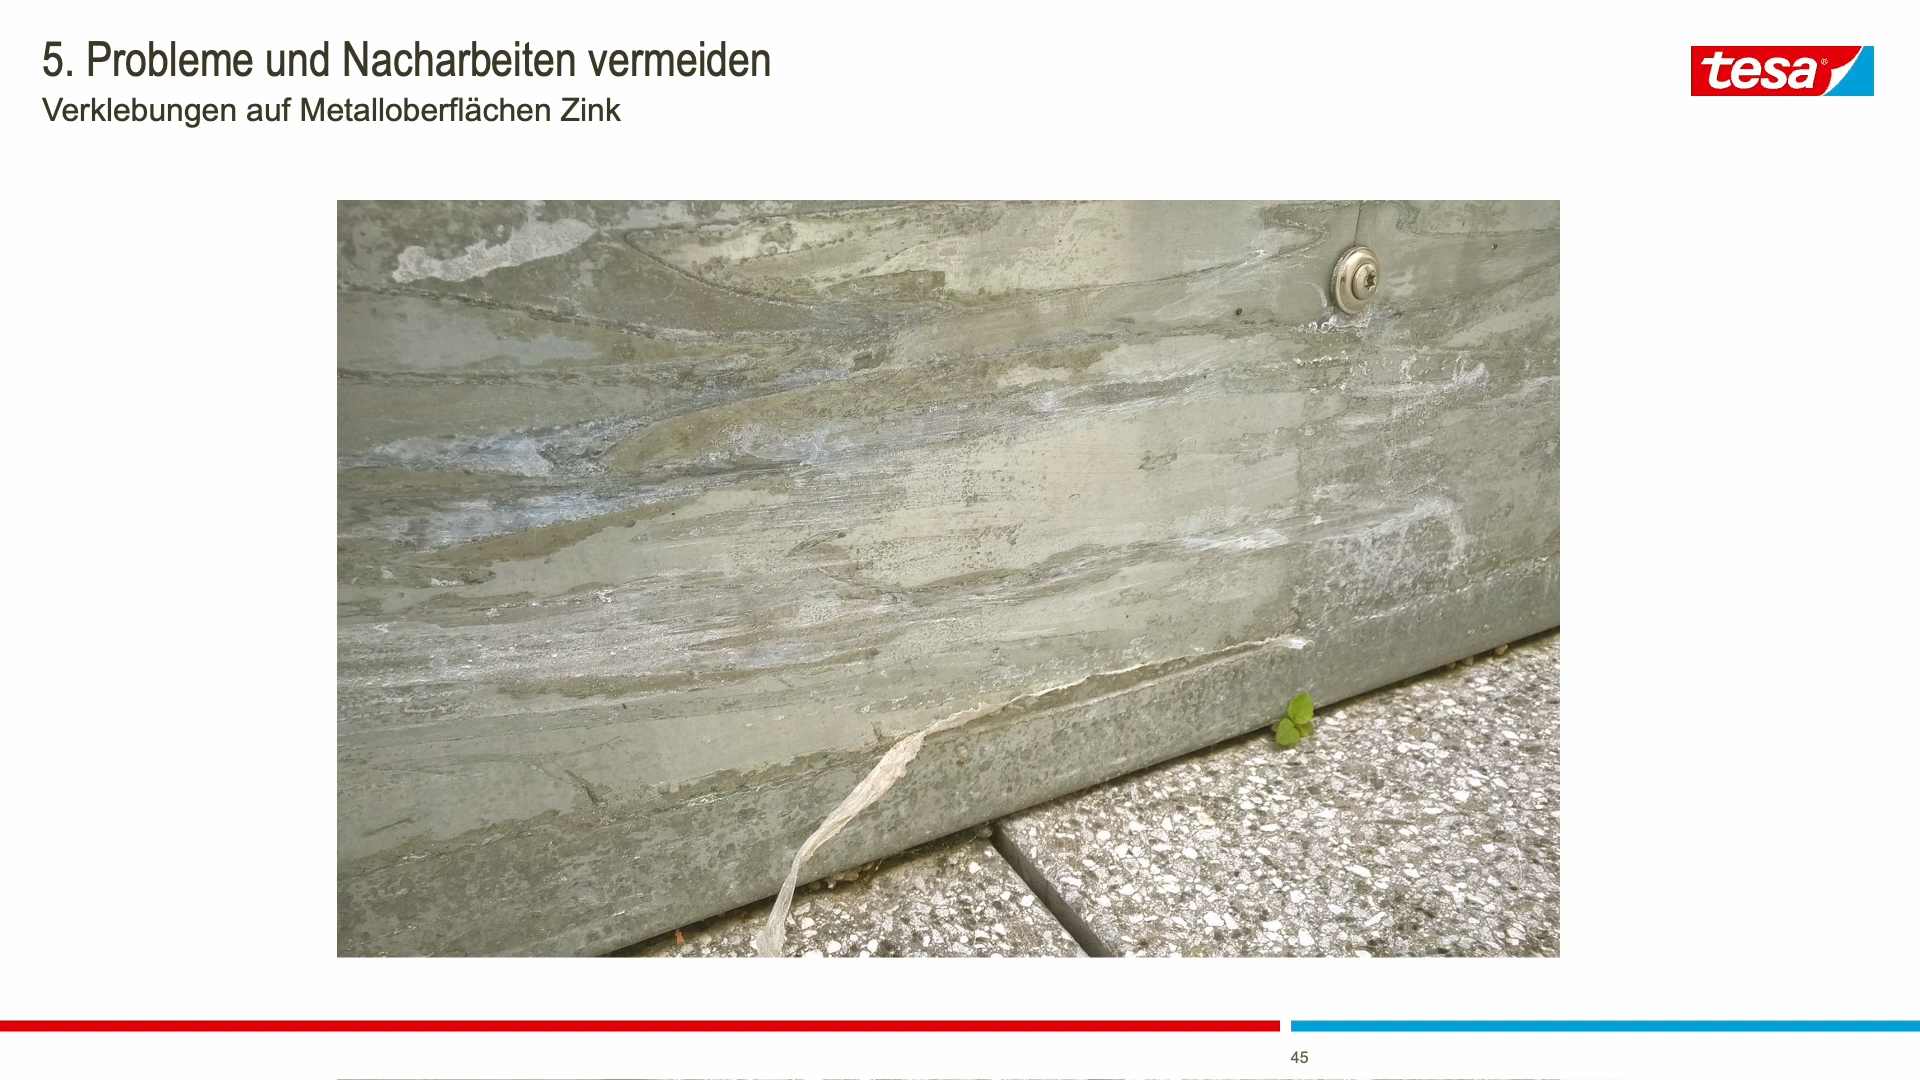 5. Probleme und Nacharbeiten vermeiden
Verklebungen auf Metalloberflächen Zink
tesa®
45